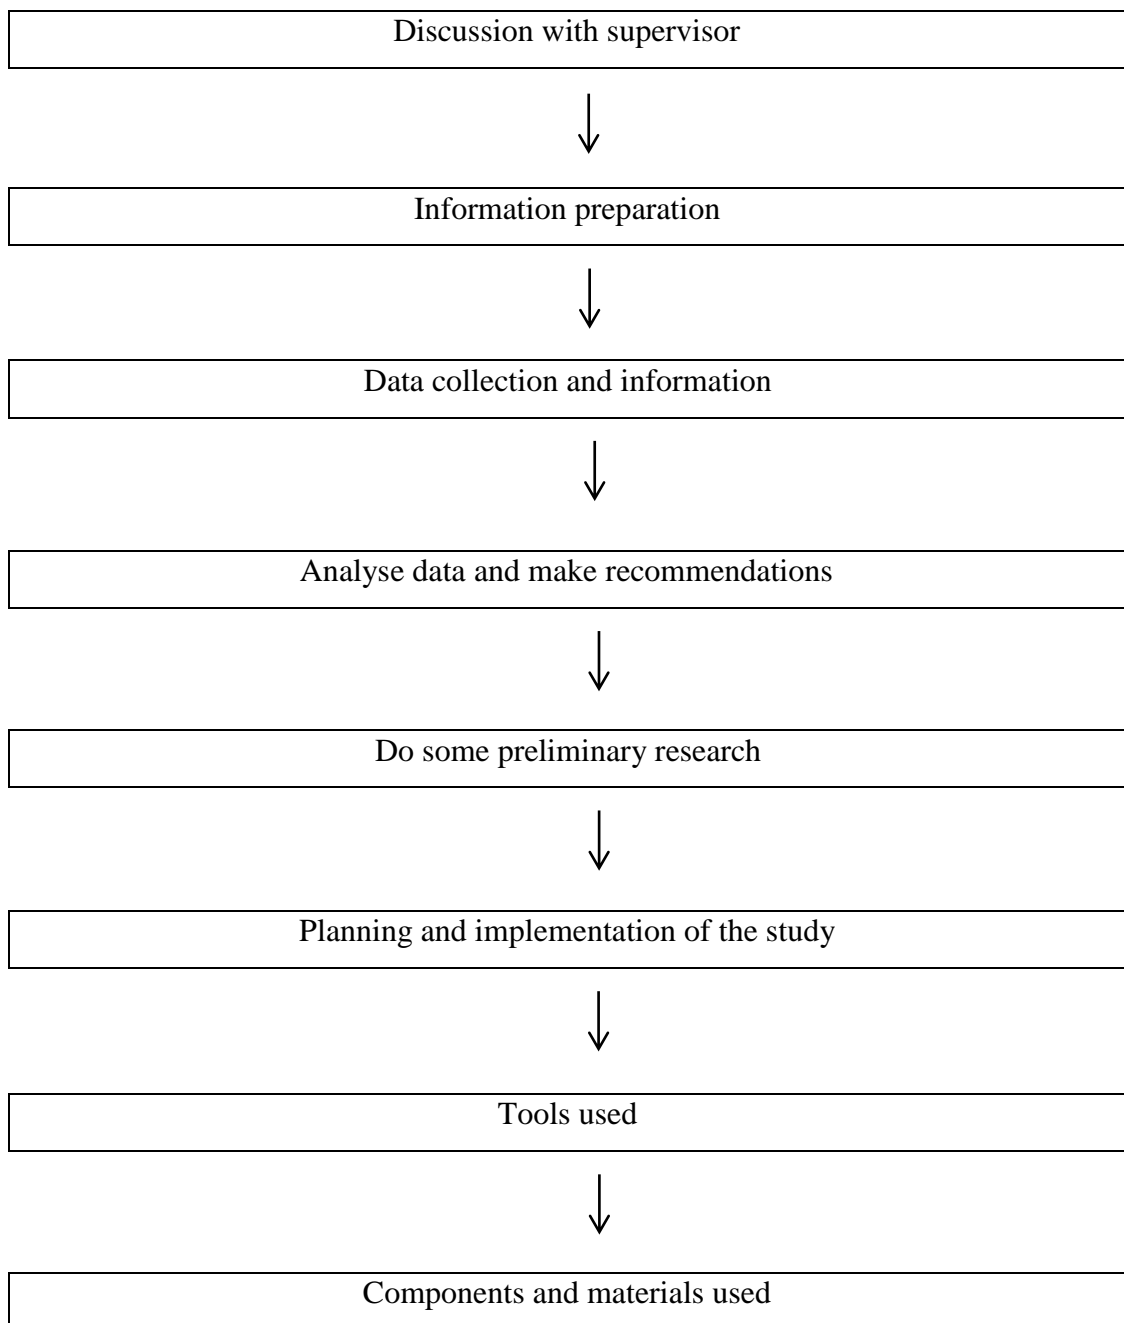 Discussion with supervisor
Information preparation
Data collection and information
Analyse data and make recommendations
Do some preliminary research
Planning and implementation of the study
Tools used
Components and materials used